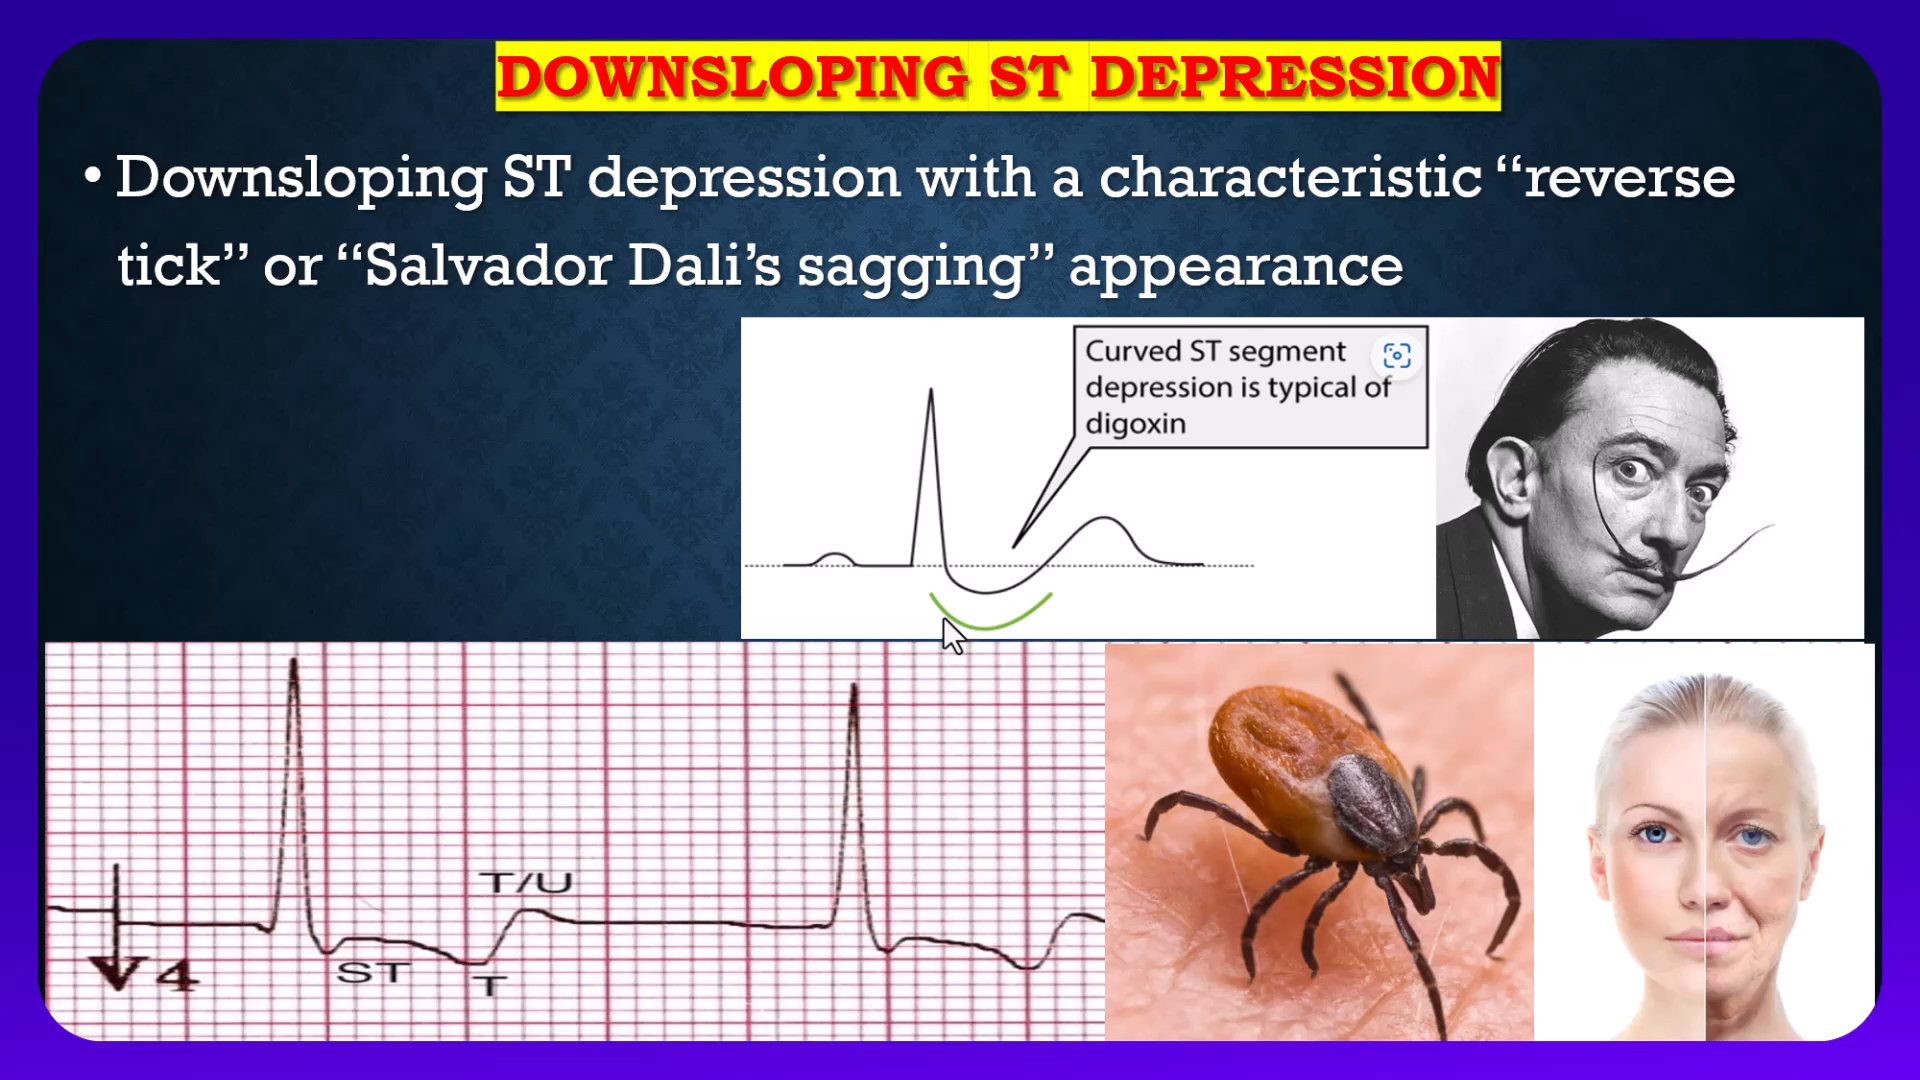 DOWNSLOPING ST DEPRESSION
• Downsloping ST depression with a characteristic “reverse
tick” or “Salvador Dali’s sagging” appearance
Curved ST segment
depression is typical of
digoxin
T/U
ST
T
V4